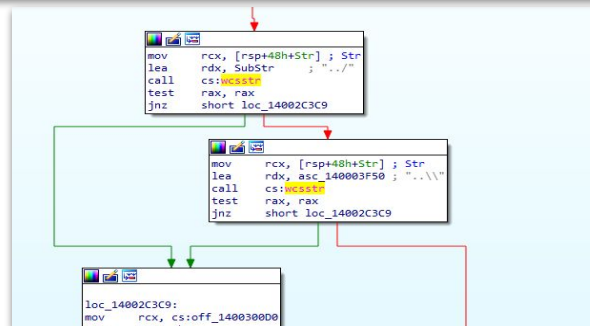 mov rcx, [rsp+48h+Str] ; Str
lea rdx, SubStr ; "../"
call cs:wcsstr
test rax, rax
jnz short loc_14002C3C9
mov rcx, [rsp+48h+Str] ; Str
lea rdx, asc_140003F50 ; "..\\"
call cs:wcsstr
test rax, rax
jnz short loc_14002C3C9
loc_14002C3C9:
mov rcx, cs:off_1400300D0